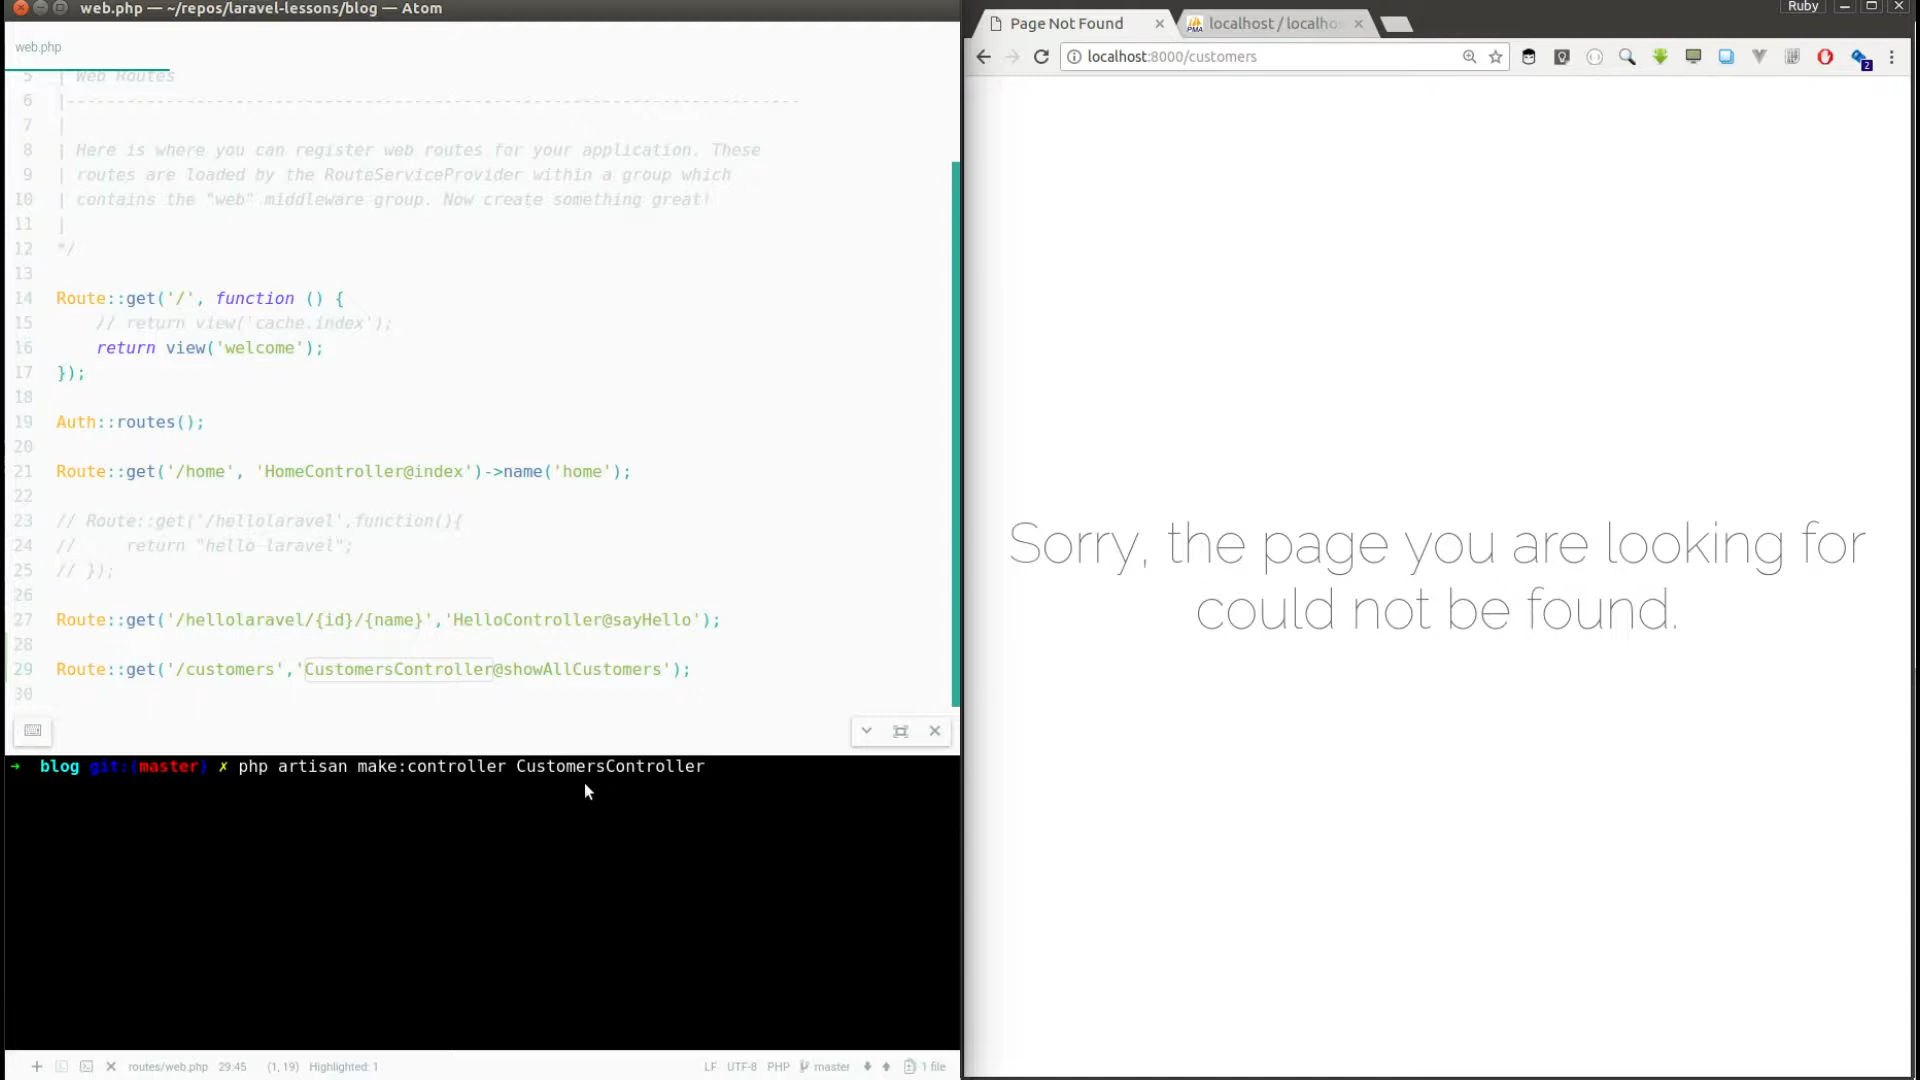 web.php — ~/repos/laravel-lessons/blog — Atom
web.php
5 | Web Routes
6 |--------------------------------------------------------------------------
7 |
8 | Here is where you can register web routes for your application. These
9 | routes are loaded by the RouteServiceProvider within a group which
10 | contains the "web" middleware group. Now create something great!
11 |
12 */
13
14 Route::get('/', function () {
15 // return view('cache.index');
16 return view('welcome');
17 });
18
19 Auth::routes();
20
21 Route::get('/home', 'HomeController@index')->name('home');
22
23 // Route::get('/hellolaravel',function(){
24 // return "hello laravel";
25 // });
26
27 Route::get('/hellolaravel/{id}/{name}','HelloController@sayHello');
28
29 Route::get('/customers','CustomersController@showAllCustomers');
30
→ blog git:(master) ✗ php artisan make:controller CustomersController
routes/web.php 29:45 (1, 19) Highlighted: 1 LF UTF-8 PHP master 1 file
Ruby
Page Not Found
localhost / localho
PMA
localhost:8000/customers
2
Sorry, the page you are looking for
could not be found.